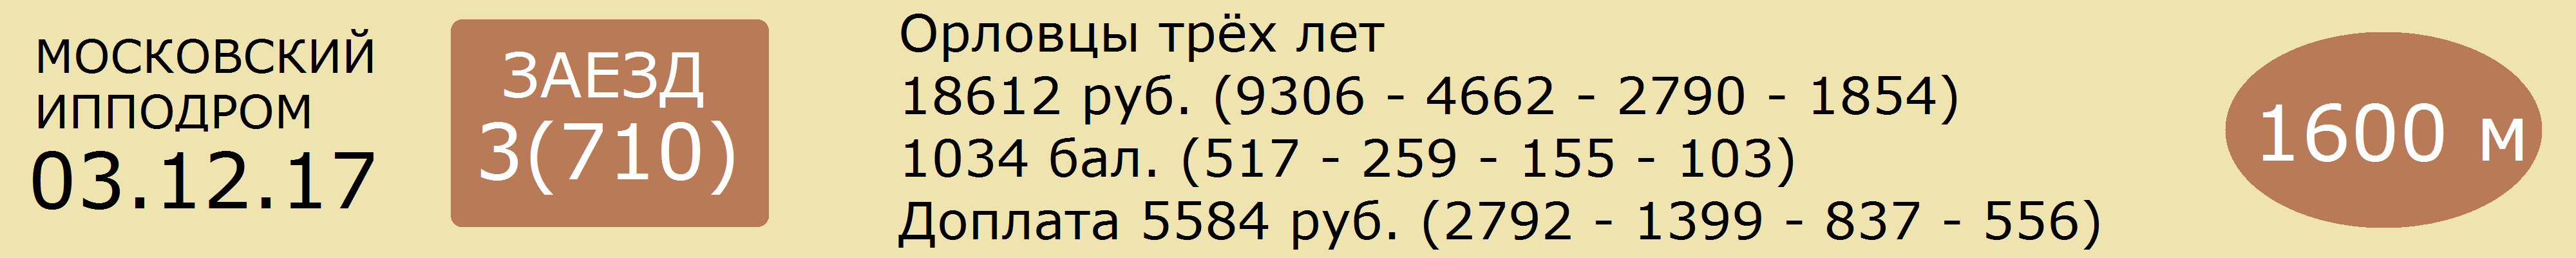 МОСКОВСКИЙ
ИППОДРОМ
03.12.17
ЗАЕЗД
3(710)
Орловцы трёх лет
18612 руб. (9306 - 4662 - 2790 - 1854)
1034 бал. (517 - 259 - 155 - 103)
Доплата 5584 руб. (2792 - 1399 - 837 - 556)
1600 м